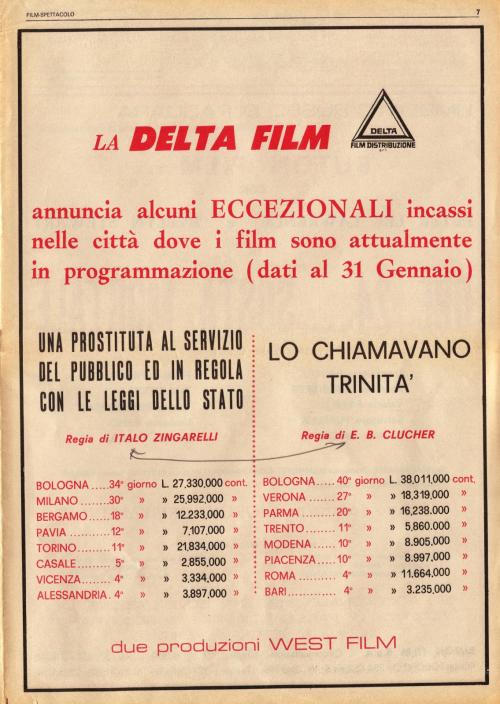 FILM-SPETTACOLO 7
LA DELTA FILM
DELTA
FILM DISTRIBUZIONE
annuncia alcuni ECCEZIONALI incassi
nelle città dove i film sono attualmente
in programmazione (dati al 31 Gennaio)
UNA PROSTITUTA AL SERVIZIO
DEL PUBBLICO ED IN REGOLA
CON LE LEGGI DELLO STATO
Regia di ITALO ZINGARELLI
BOLOGNA ..... 34° giorno L. 27,330,000 cont.
MILANO ........ 30° » » 25,992,000 »
BERGAMO ..... 18° » » 12.233,000 »
PAVIA ........... 12° » » 7,107,000 »
TORINO ......... 11° » » 21,834,000 »
CASALE ......... 5° » » 2,855,000 »
VICENZA ........ 4° » » 3,334,000 »
ALESSANDRIA. 4° » » 3.897,000 »
LO CHIAMAVANO
TRINITA'
Regia di E. B. CLUCHER
BOLOGNA ..... 40° giorno L. 38,011,000 cont.
VERONA ....... 27° » » 18,319,000 »
PARMA ......... 20° » » 16,238.000 »
TRENTO ........ 11° » » 5.860.000 »
MODENA ...... 10° » » 8.905,000 »
PIACENZA ..... 10° » » 8.997,000 »
ROMA ........... 4° » » 11.664,000 »
BARI ............. 4° » » 3.235,000 »
due produzioni WEST FILM